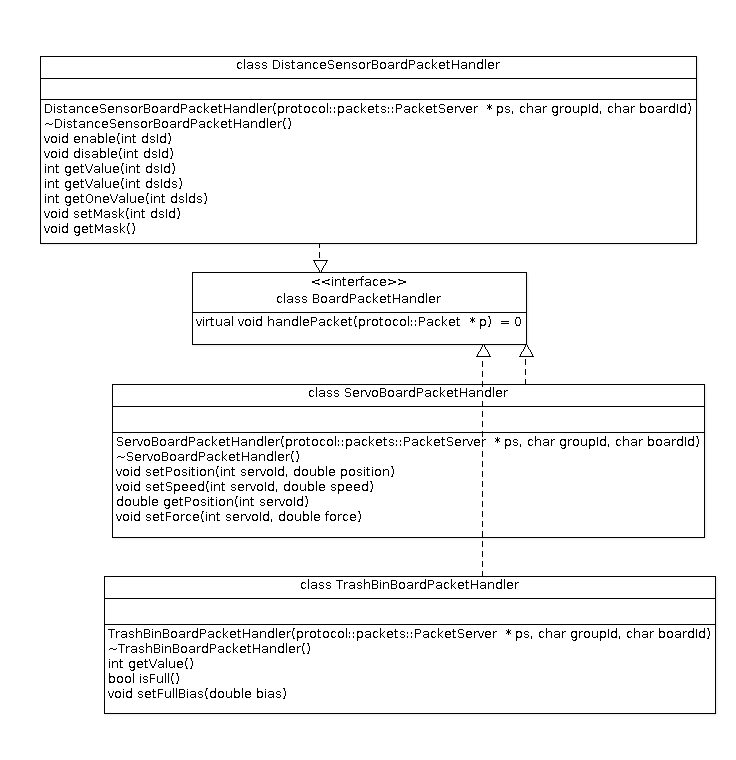 class DistanceSensorBoardPacketHandler
DistanceSensorBoardPacketHandler(protocol::packets::PacketServer * ps, char groupId, char boardId)
~DistanceSensorBoardPacketHandler()
void enable(int dsId)
void disable(int dsId)
int getValue(int dsId)
int getValue(int dsIds)
int getOneValue(int dsIds)
void setMask(int dsId)
void getMask()
<<interface>>
class BoardPacketHandler
virtual void handlePacket(protocol::Packet * p) = 0
class ServoBoardPacketHandler
ServoBoardPacketHandler(protocol::packets::PacketServer * ps, char groupId, char boardId)
~ServoBoardPacketHandler()
void setPosition(int servoId, double position)
void setSpeed(int servoId, double speed)
double getPosition(int servoId)
void setForce(int servoId, double force)
class TrashBinBoardPacketHandler
TrashBinBoardPacketHandler(protocol::packets::PacketServer * ps, char groupId, char boardId)
~TrashBinBoardPacketHandler()
int getValue()
bool isFull()
void setFullBias(double bias)